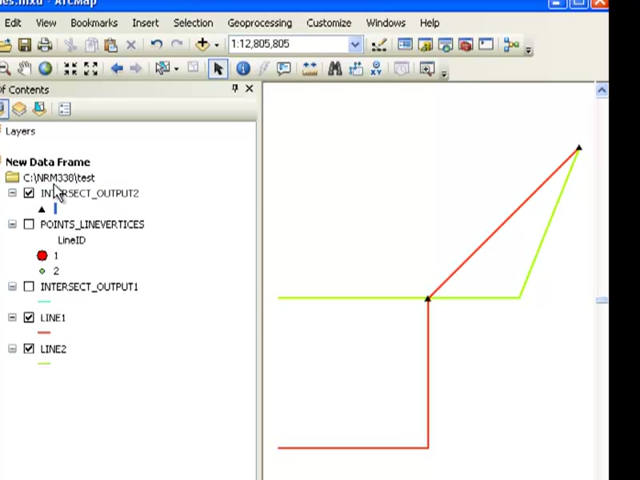 ArcMap
Edit View Bookmarks Insert Selection Geoprocessing Customize Windows Help
1:12,805,805
Of Contents
Layers
New Data Frame
C:\NRM338\test
INTERSECT_OUTPUT2
POINTS_LINEVERTICES
LineID
1
2
INTERSECT_OUTPUT1
LINE1
LINE2